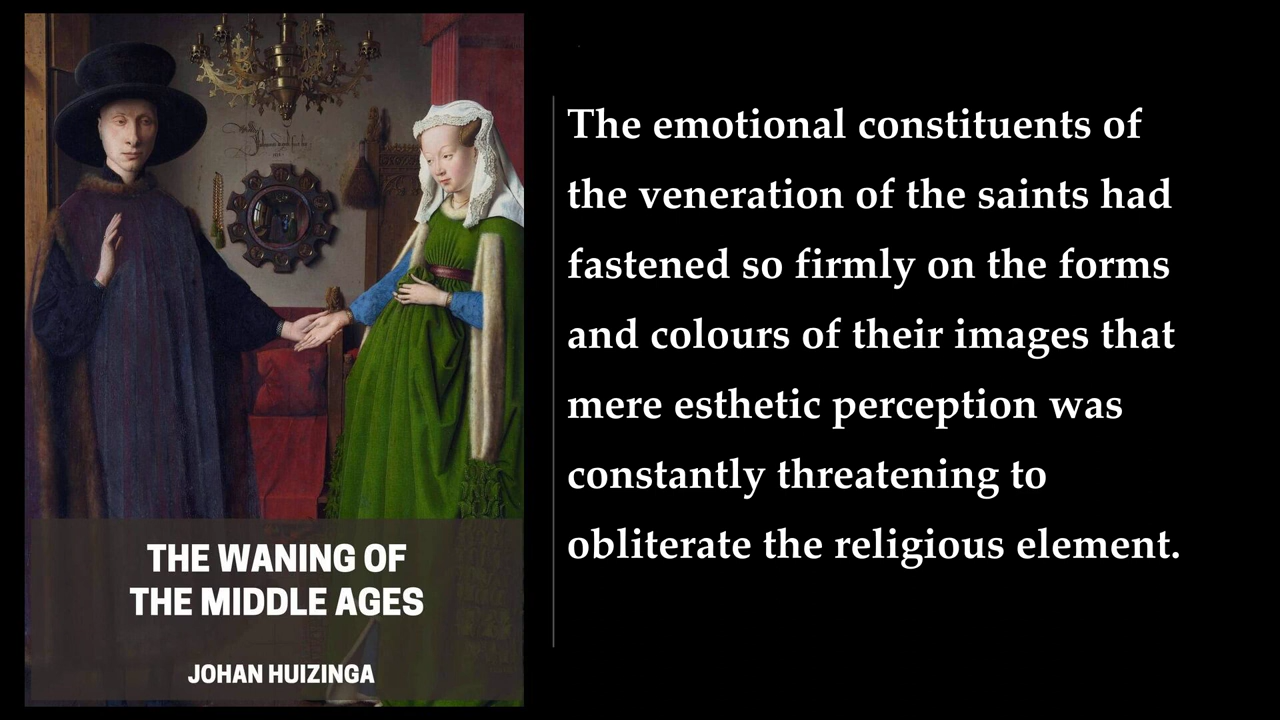 THE WANING OF
THE MIDDLE AGES
JOHAN HUIZINGA
The emotional constituents of
the veneration of the saints had
fastened so firmly on the forms
and colours of their images that
mere esthetic perception was
constantly threatening to
obliterate the religious element.